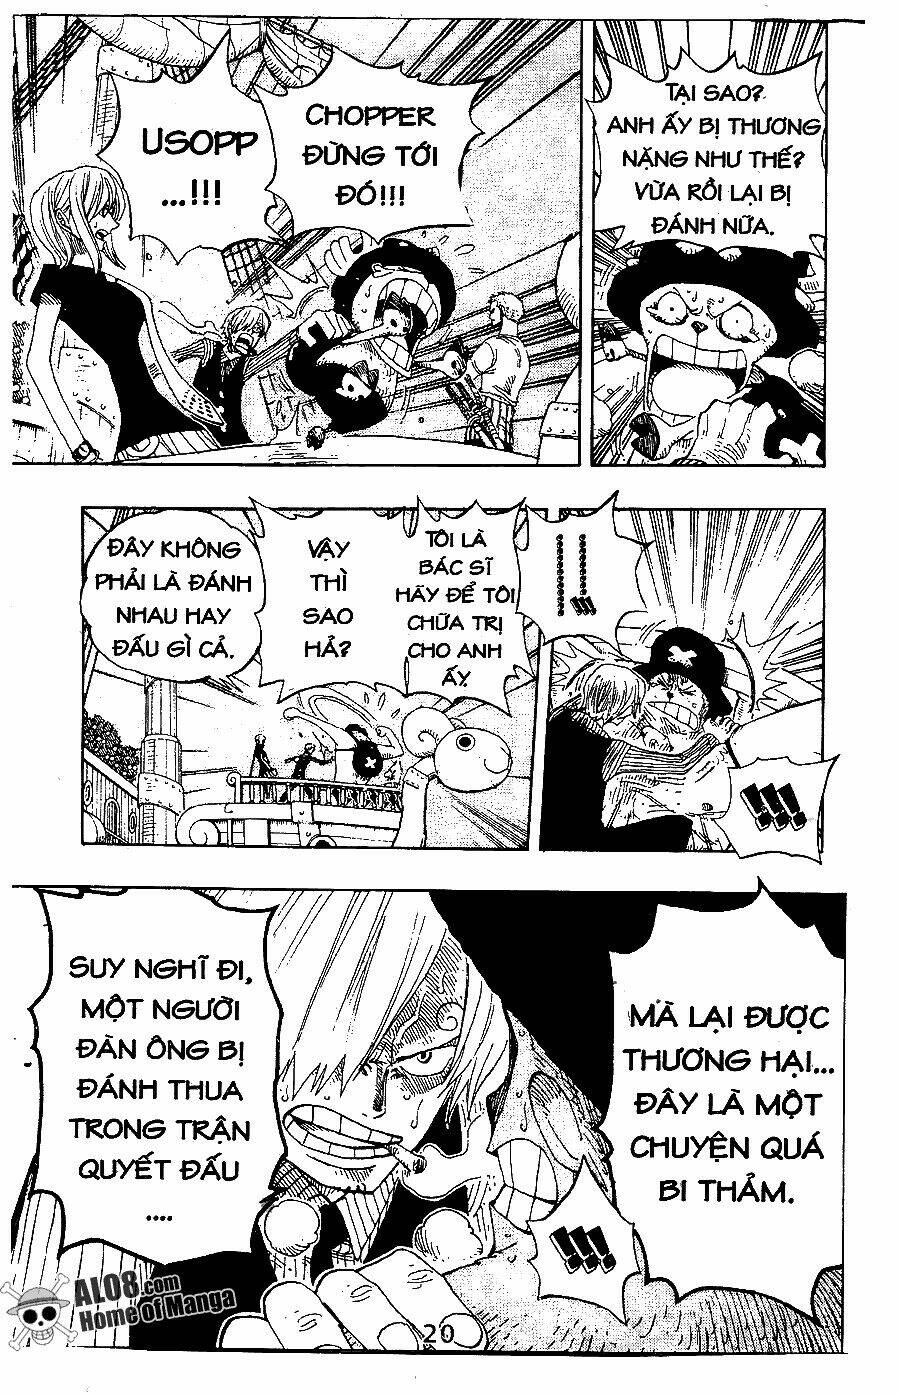 USOPP
...!!!
CHOPPER
ĐỪNG TỚI
ĐÓ!!!
TẠI SAO?
ANH ẤY BỊ THƯƠNG
NẶNG NHƯ THẾ?
VỪA RỒI LẠI BỊ
ĐÁNH NỮA.
ĐÂY KHÔNG
PHẢI LÀ ĐÁNH
NHAU HAY
ĐẤU GÌ CẢ.
VẬY
THÌ
SAO
HẢ?
TÔI LÀ
BÁC SĨ
HÃY ĐỂ TÔI
CHỮA TRỊ
CHO ANH
ẤY.
!!!
!!!
SUY NGHĨ ĐI,
MỘT NGƯỜI
ĐÀN ÔNG BỊ
ĐÁNH THUA
TRONG TRẬN
QUYẾT ĐẤU
....
MÀ LẠI ĐƯỢC
THƯƠNG HẠI...
ĐÂY LÀ MỘT
CHUYỆN QUÁ
BI THẢM.
!!!
AL08.com
Home of Manga
20